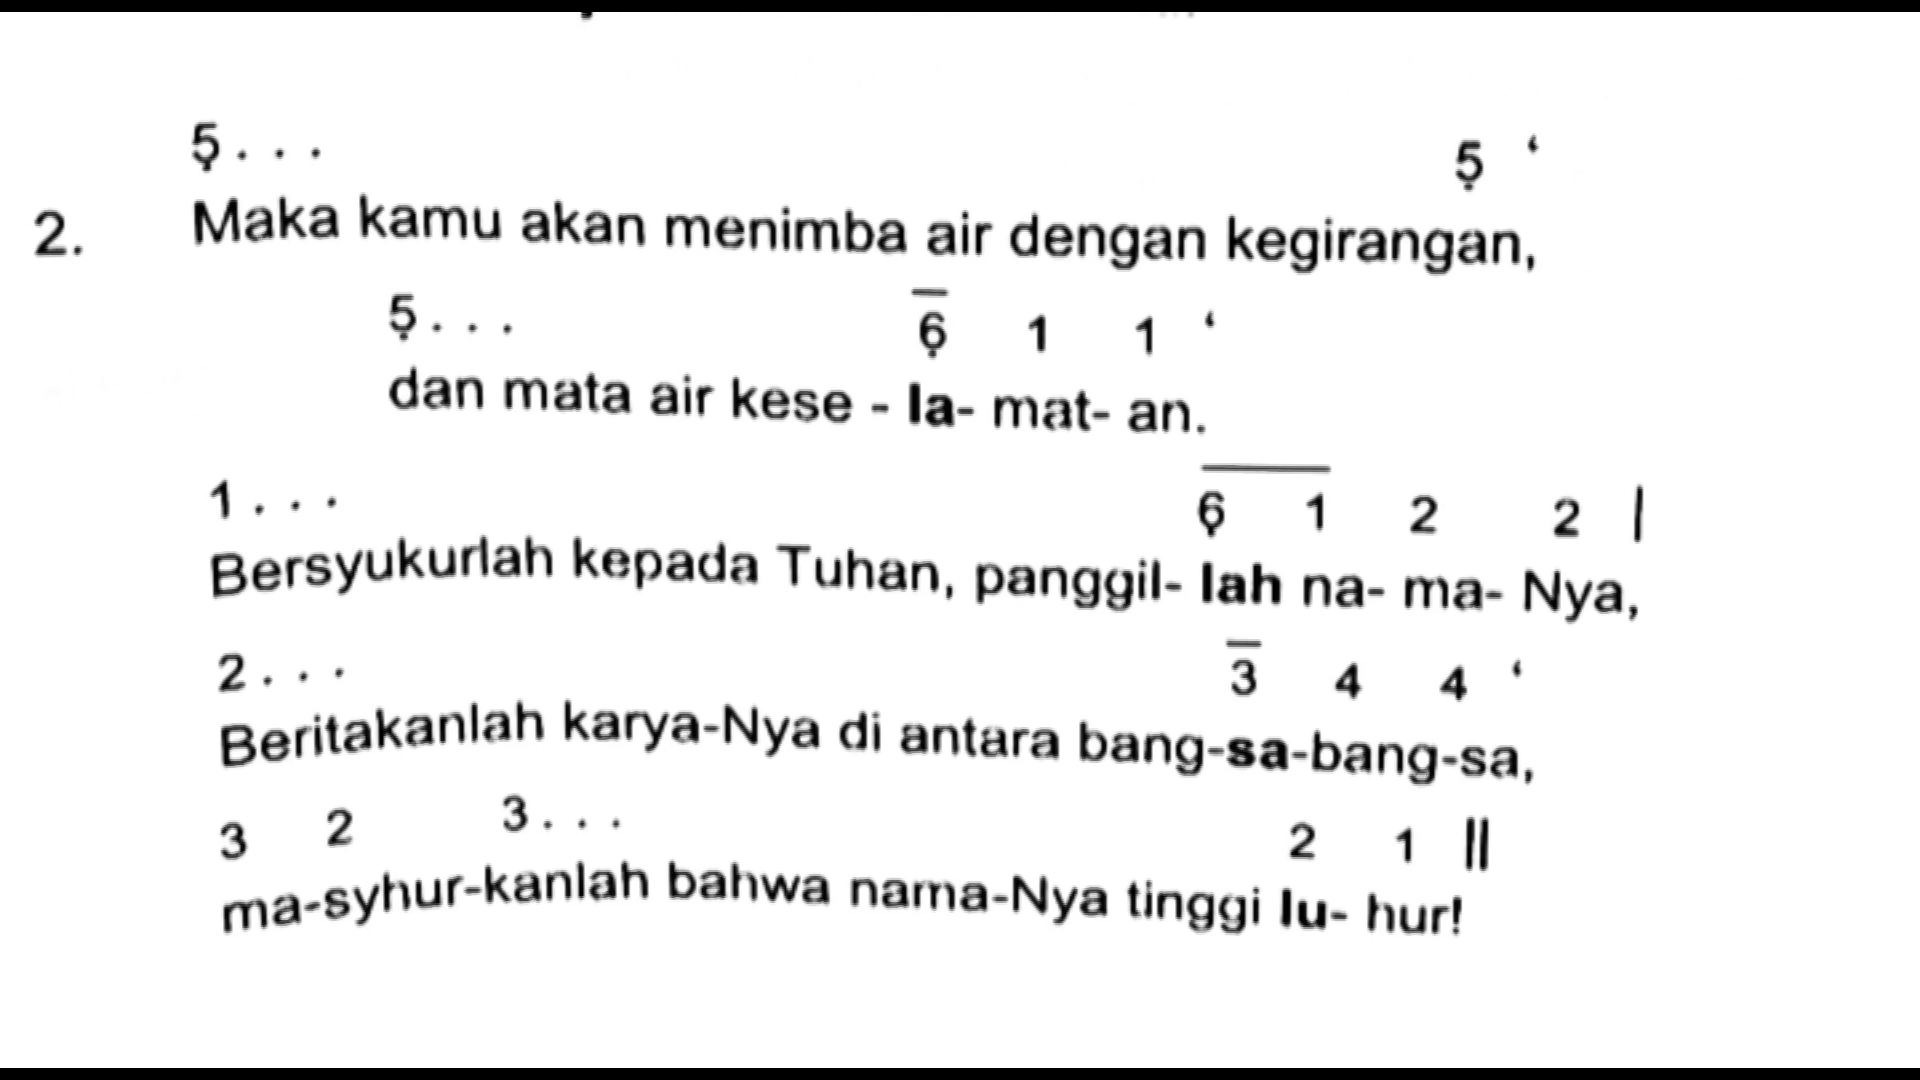 5̣ . . . 5̣ ‘
2. Maka kamu akan menimba air dengan kegirangan,
5̣ . . . 6̣̅ 1 1 ‘
dan mata air kese - la- mat- an.
1 . . . 6̣̅ 1̅ 2 2 |
Bersyukurlah kepada Tuhan, panggil- lah na- ma- Nya,
2 . . . 3̅ 4 4 ‘
Beritakanlah karya-Nya di antara bang-sa-bang-sa,
3 2 3 . . . 2 1 ||
ma-syhur-kanlah bahwa nama-Nya tinggi lu- hur!